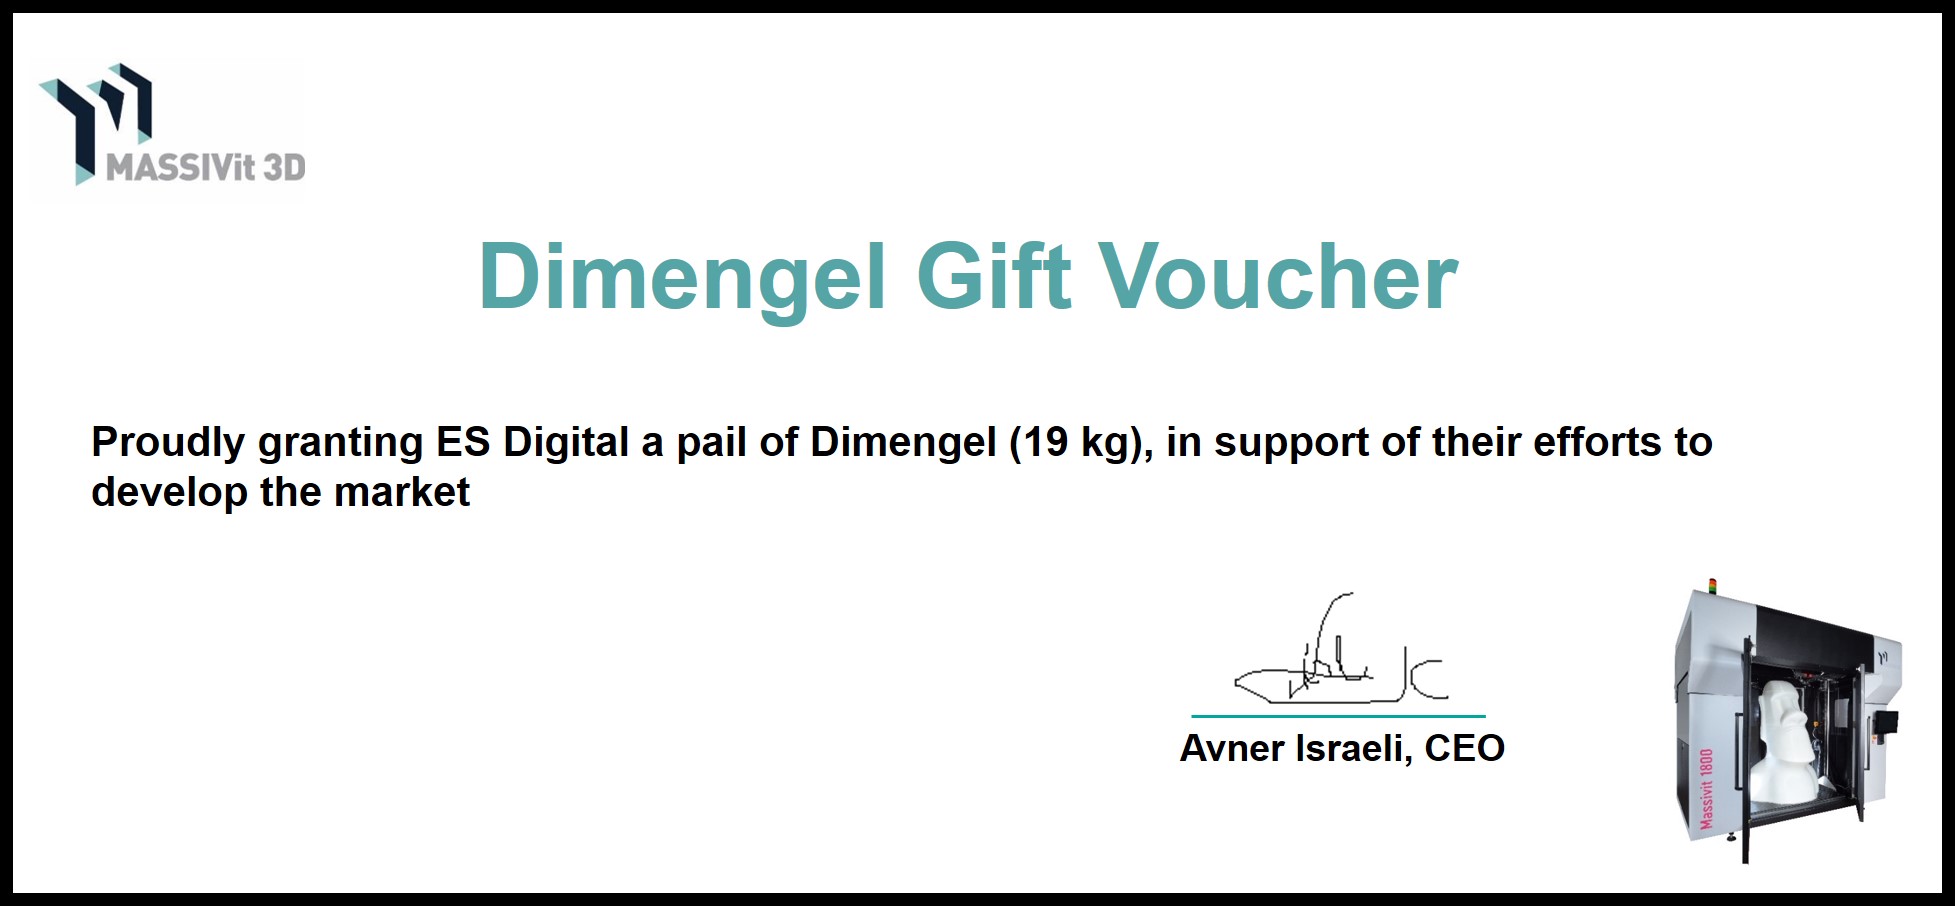 MASSIVit 3D
Dimengel Gift Voucher
Proudly granting ES Digital a pail of Dimengel (19 kg), in support of their efforts to
develop the market
Avner Israeli, CEO
Massivit 1800